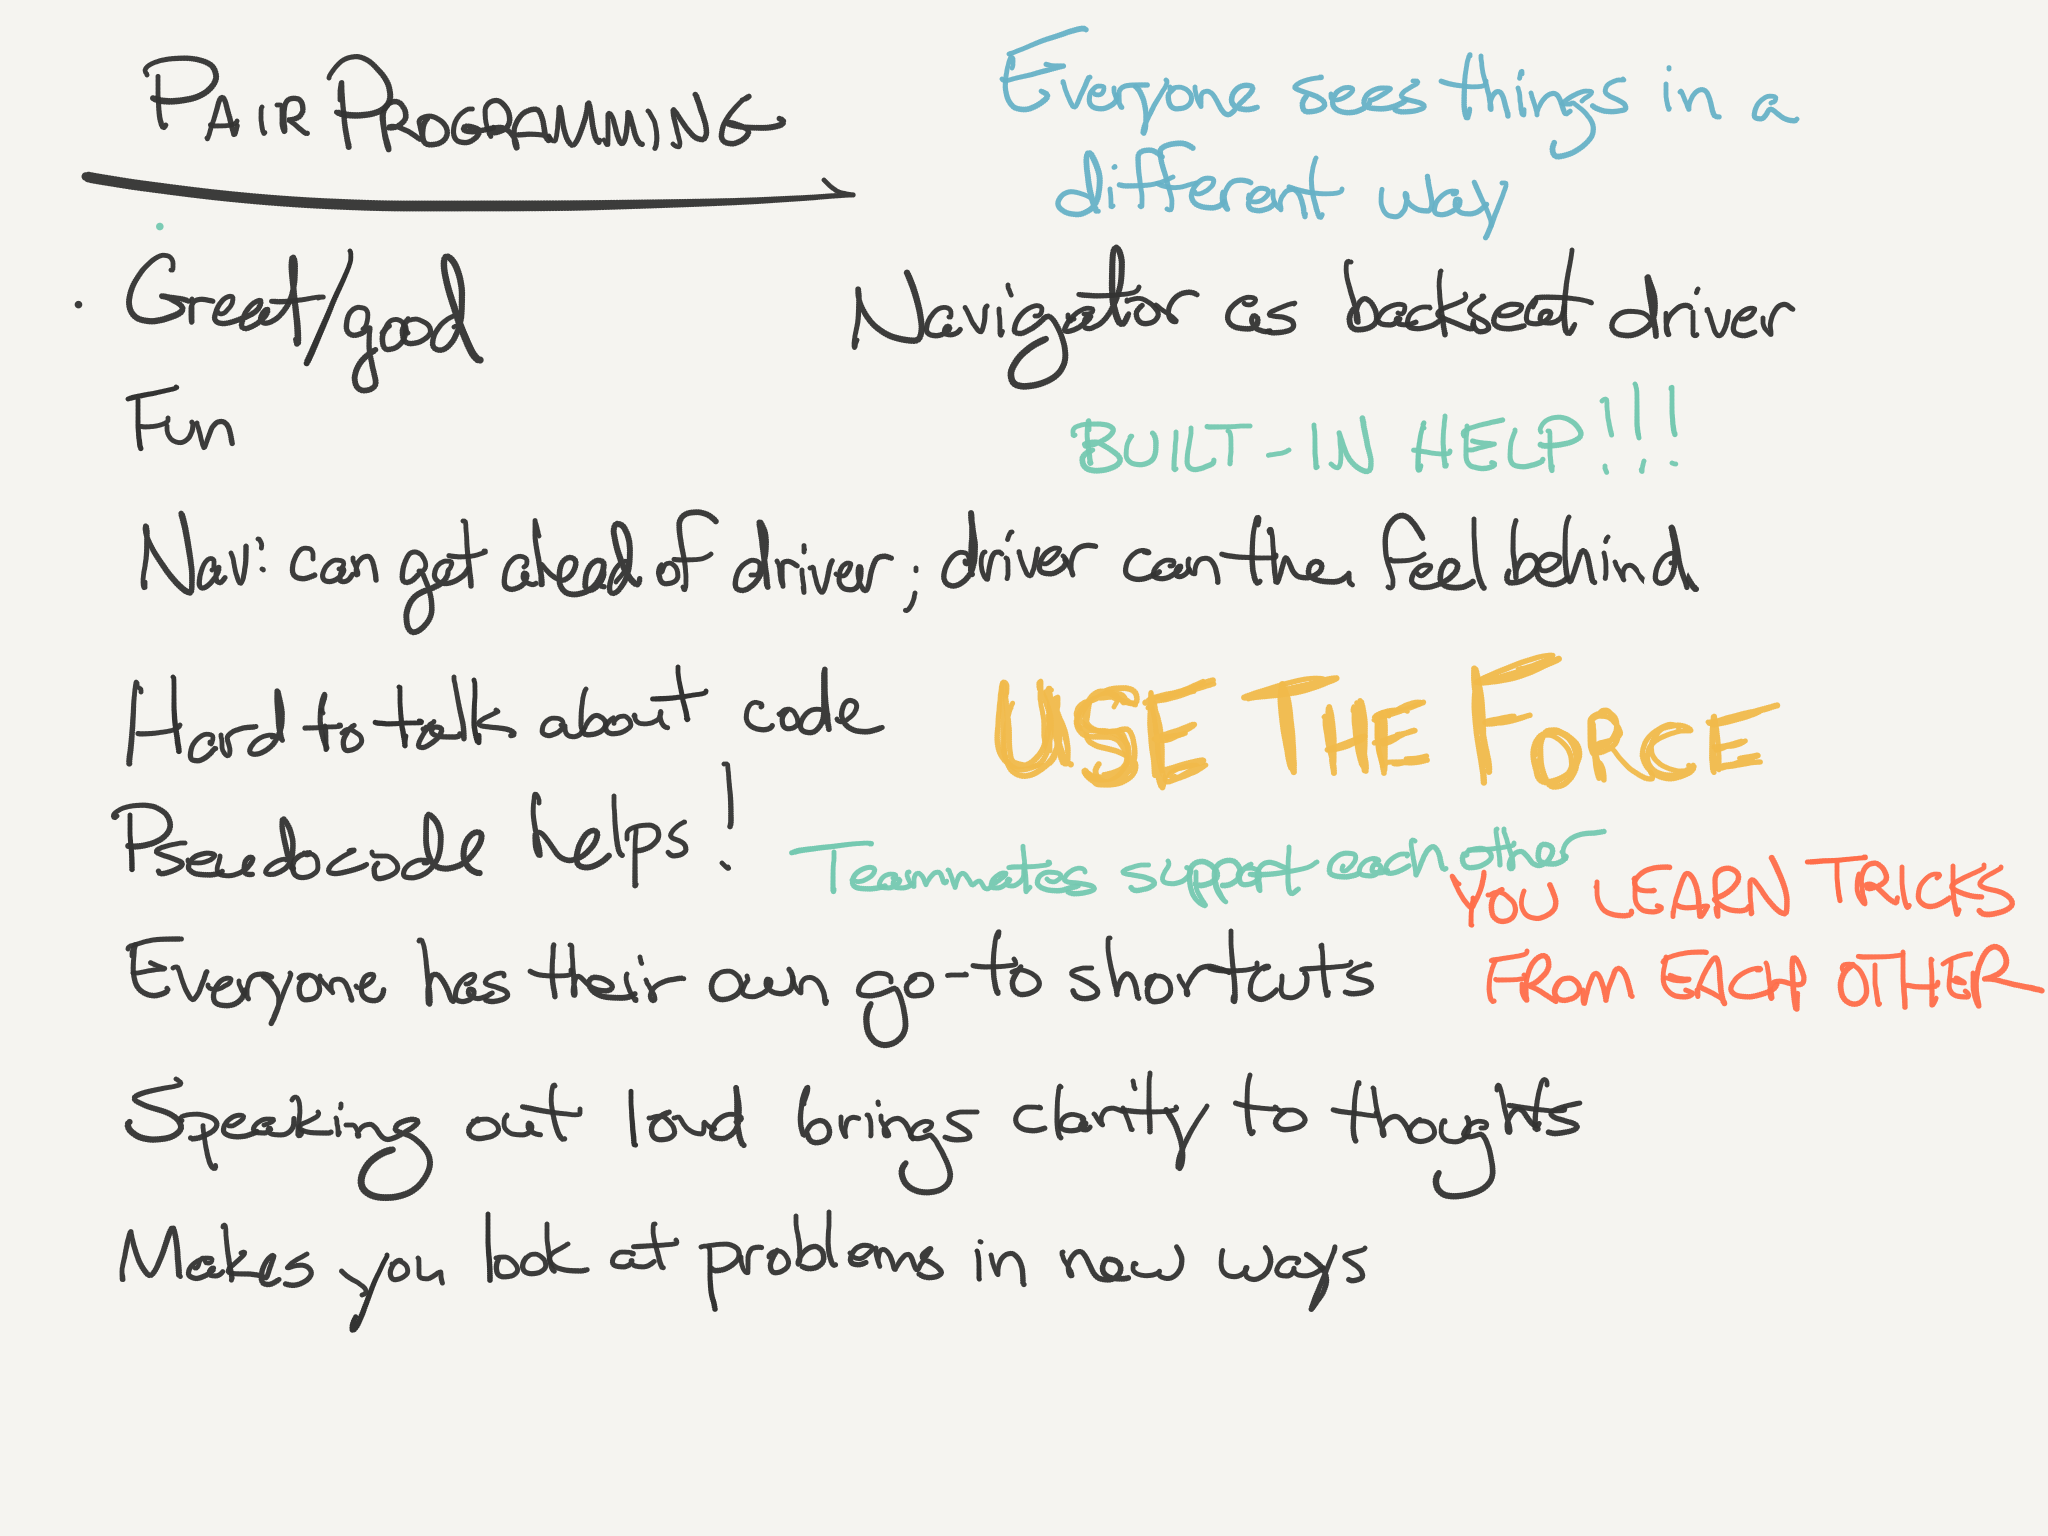 PAIR PROGRAMMING
Everyone sees things in a
different way
Great/good
Navigator as backseat driver
Fun
BUILT-IN HELP!!!
Nav: can get ahead of driver; driver can the feel behind
Hard to talk about code
USE THE FORCE
Pseudocode helps!
Teammates support each other
YOU LEARN TRICKS
FROM EACH OTHER
Everyone has their own go-to shortcuts
Speaking out loud brings clarity to thoughts
Makes you look at problems in new ways